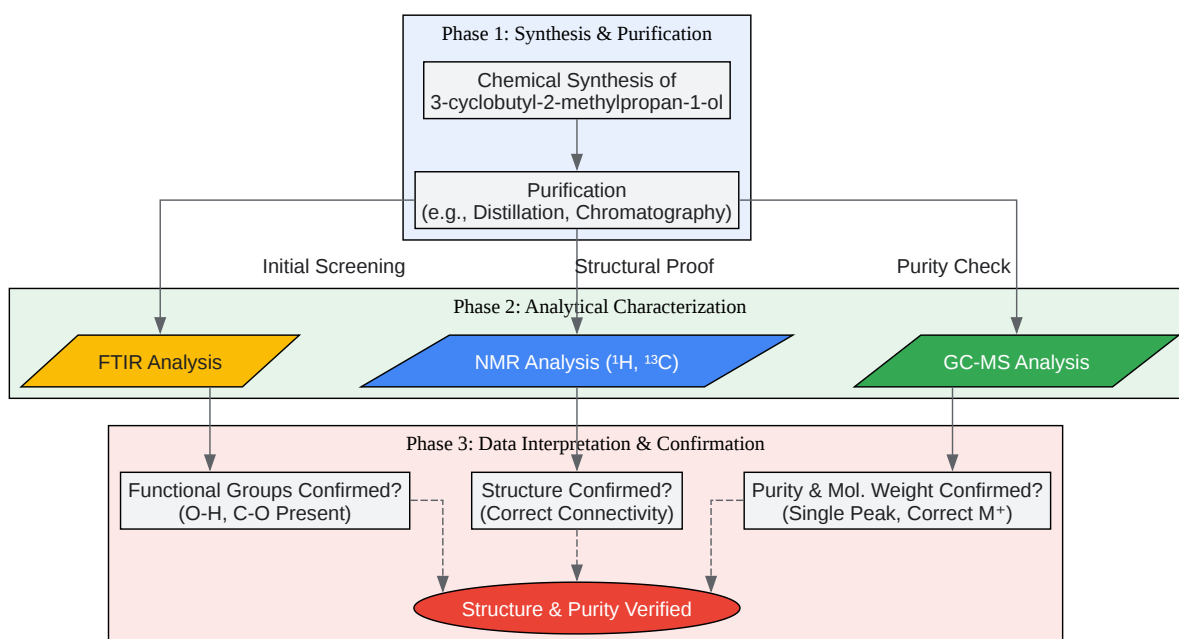 Phase 1: Synthesis & Purification
Chemical Synthesis of
3-cyclobutyl-2-methylpropan-1-ol
Purification
(e.g., Distillation, Chromatography)
Initial Screening
Structural Proof
Purity Check
Phase 2: Analytical Characterization
FTIR Analysis
NMR Analysis (¹H, ¹³C)
GC-MS Analysis
Phase 3: Data Interpretation & Confirmation
Functional Groups Confirmed?
(O-H, C-O Present)
Structure Confirmed?
(Correct Connectivity)
Purity & Mol. Weight Confirmed?
(Single Peak, Correct M⁺)
Structure & Purity Verified